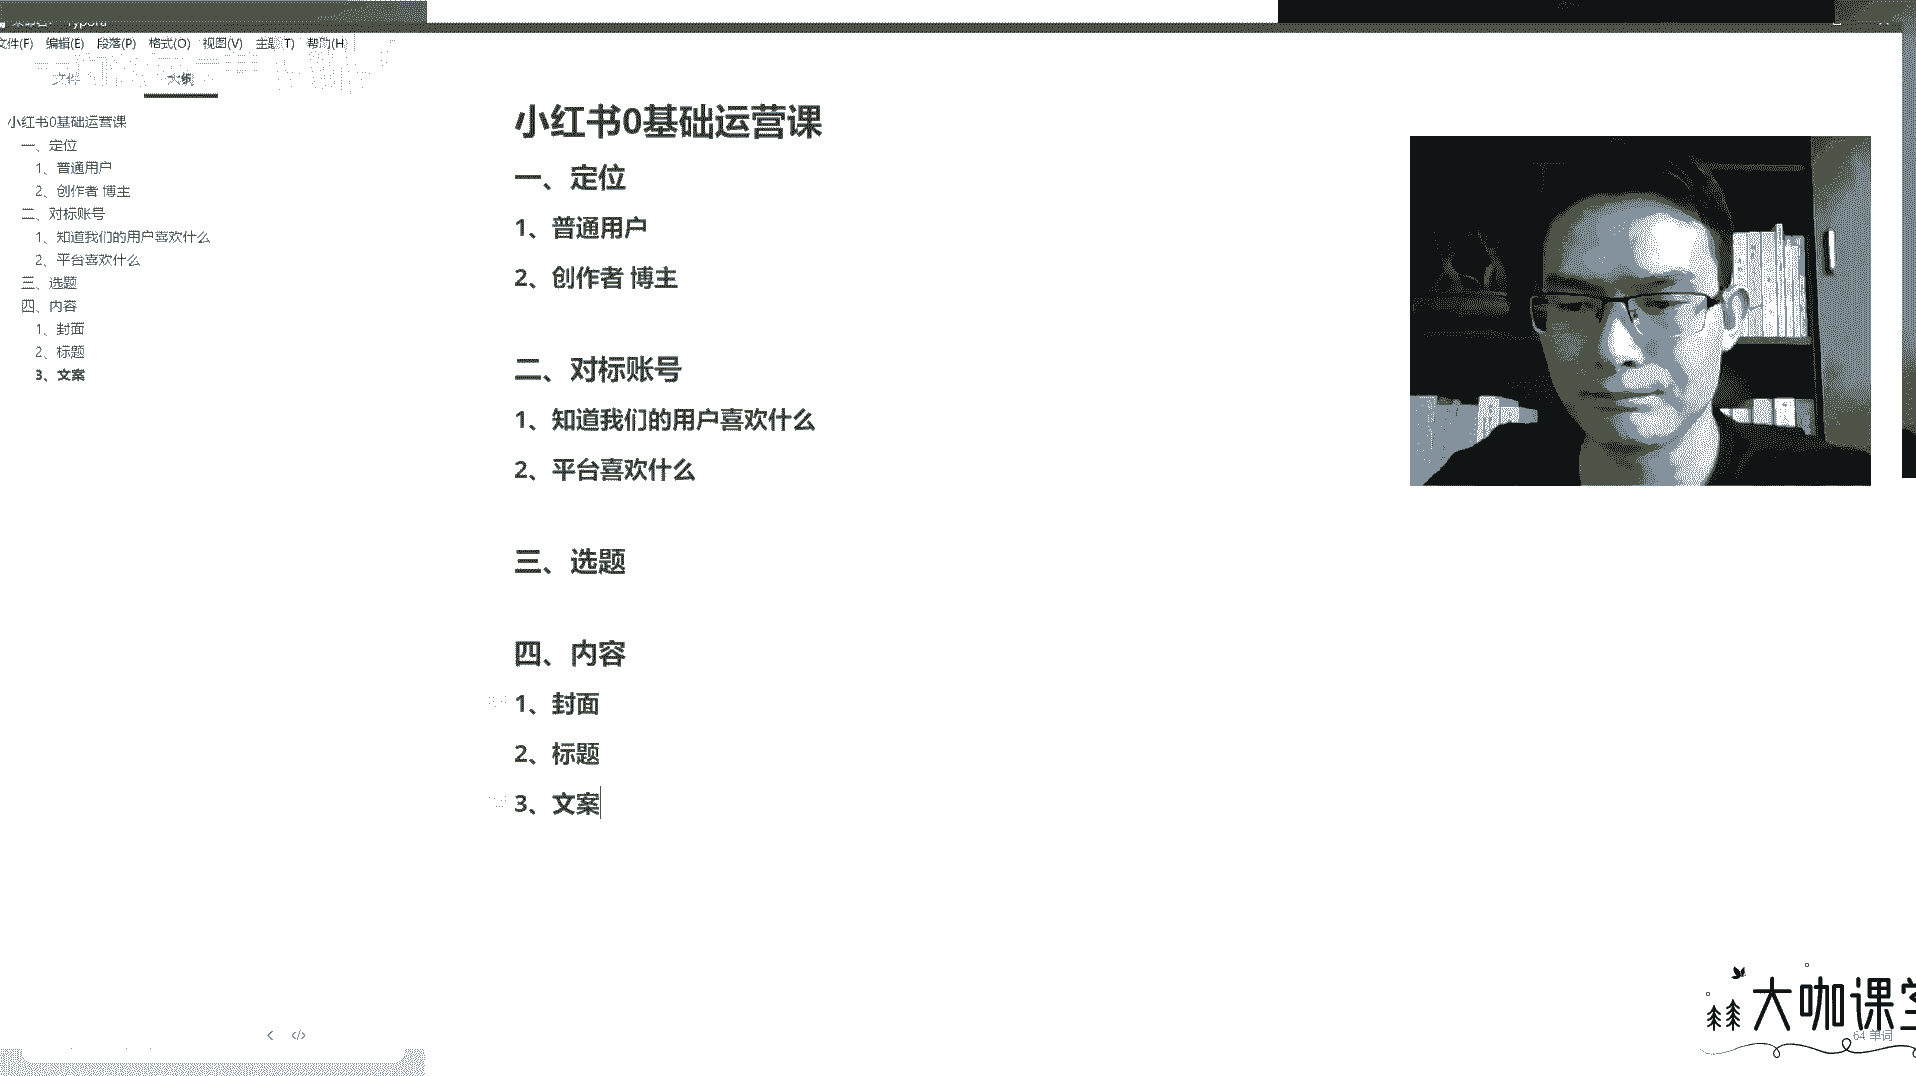 Typora
文件(F) 编辑(E) 段落(P) 格式(O) 视图(V) 主题(T) 帮助(H)
文件 大纲
小红书0基础运营课
一、定位
1、普通用户
2、创作者 博主
二、对标账号
1、知道我们的用户喜欢什么
2、平台喜欢什么
三、选题
四、内容
1、封面
2、标题
3、文案
小红书0基础运营课
一、定位
1、普通用户
2、创作者 博主
二、对标账号
1、知道我们的用户喜欢什么
2、平台喜欢什么
三、选题
四、内容
1、封面
2、标题
3、文案
大咖课堂
64 单词